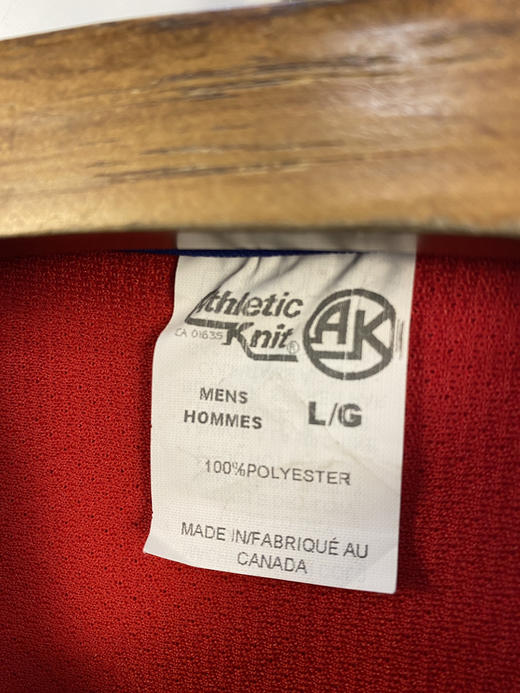 Athletic
Knit®
CA 01635
AK
MENS
HOMMES
L/G
100%POLYESTER
MADE IN/FABRIQUÉ AU
CANADA